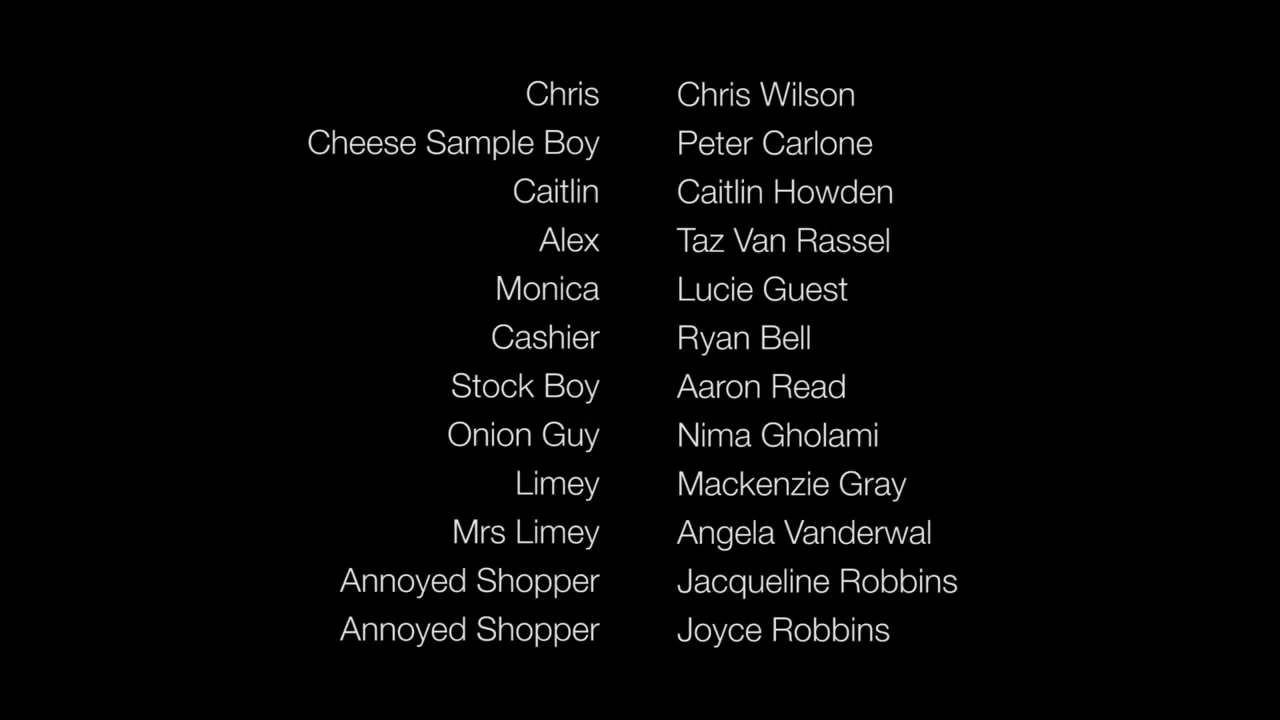 Chris Chris Wilson
Cheese Sample Boy Peter Carlone
Caitlin Caitlin Howden
Alex Taz Van Rassel
Monica Lucie Guest
Cashier Ryan Bell
Stock Boy Aaron Read
Onion Guy Nima Gholami
Limey Mackenzie Gray
Mrs Limey Angela Vanderwal
Annoyed Shopper Jacqueline Robbins
Annoyed Shopper Joyce Robbins